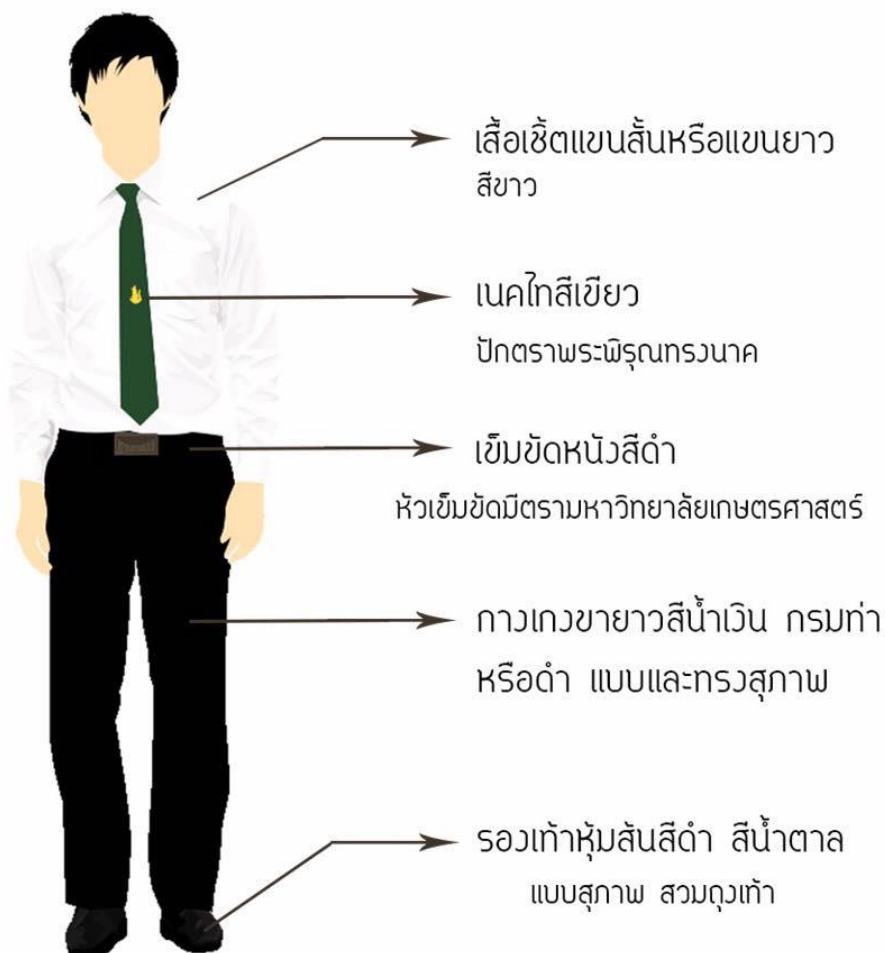 เสื้อเชิ้ตแขนสั้นหรือแขนยาว
สีขาว
เนคไทสีเขียว
ปักตราพระพิรุณทรงนาค
เข็มขัดหนังสีดำ
หัวเข็มขัดมีตรามหาวิทยาลัยเกษตรศาสตร์
กางเกงขายาวสีน้ำเงิน กรมท่า
หรือดำ แบบและทรงสุภาพ
รองเท้าหุ้มส้นสีดำ สีน้ำตาล
แบบสุภาพ สวมถุงเท้า